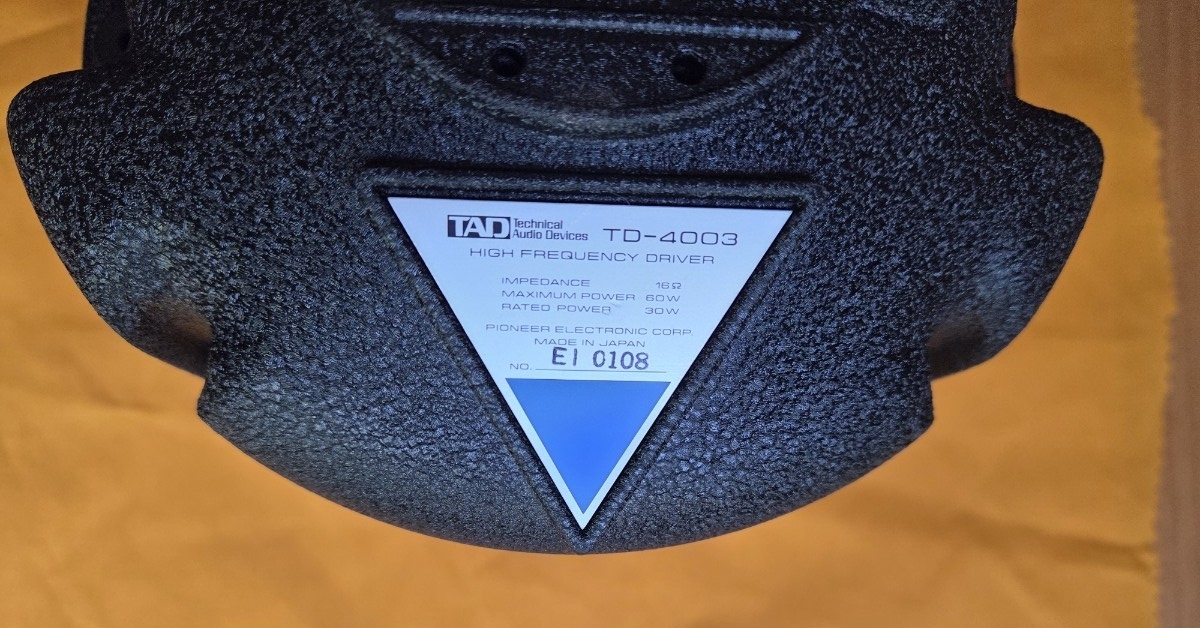 TAD Technical Audio Devices TD-4003
HIGH FREQUENCY DRIVER
IMPEDANCE 16Ω
MAXIMUM POWER 60W
RATED POWER 30W
PIONEER ELECTRONIC CORP.
MADE IN JAPAN
NO. EI 0108